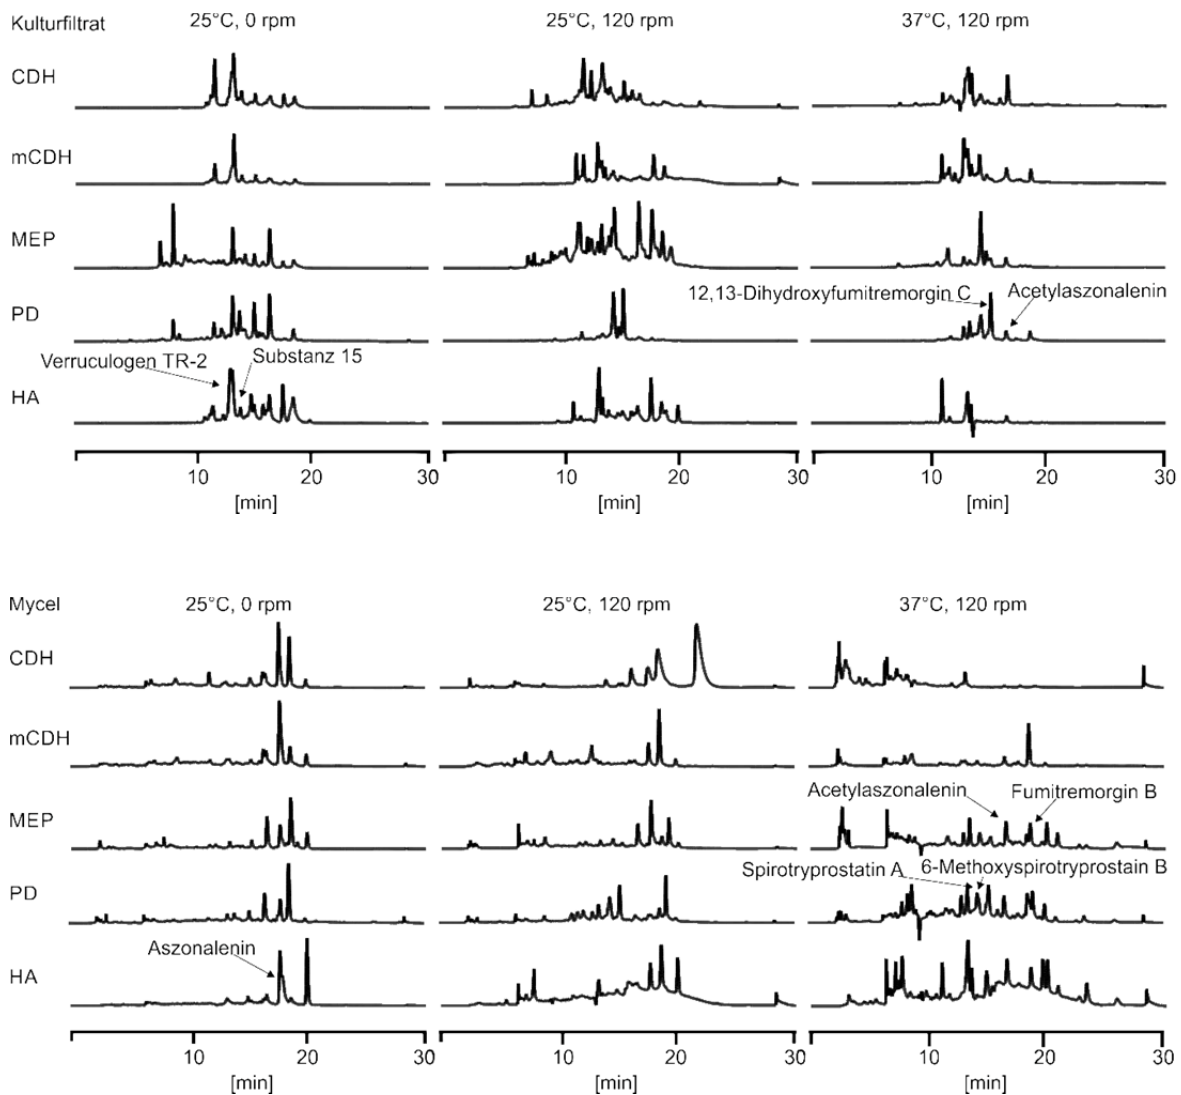 Kulturfiltrat 25°C, 0 rpm 25°C, 120 rpm 37°C, 120 rpm
CDH
mCDH
MEP
12,13-Dihydroxyfumitremorgin C Acetylaszonalenin
PD
Verruculogen TR-2 Substanz 15
HA
10 20 30 10 20 30 10 20 30
[min] [min] [min]
Mycel 25°C, 0 rpm 25°C, 120 rpm 37°C, 120 rpm
CDH
mCDH
Acetylaszonalenin Fumitremorgin B
MEP
Spirotryprostatin A 6-Methoxyspirotryprostain B
PD
Aszonalenin
HA
10 20 30 10 20 30 10 20 30
[min] [min] [min]